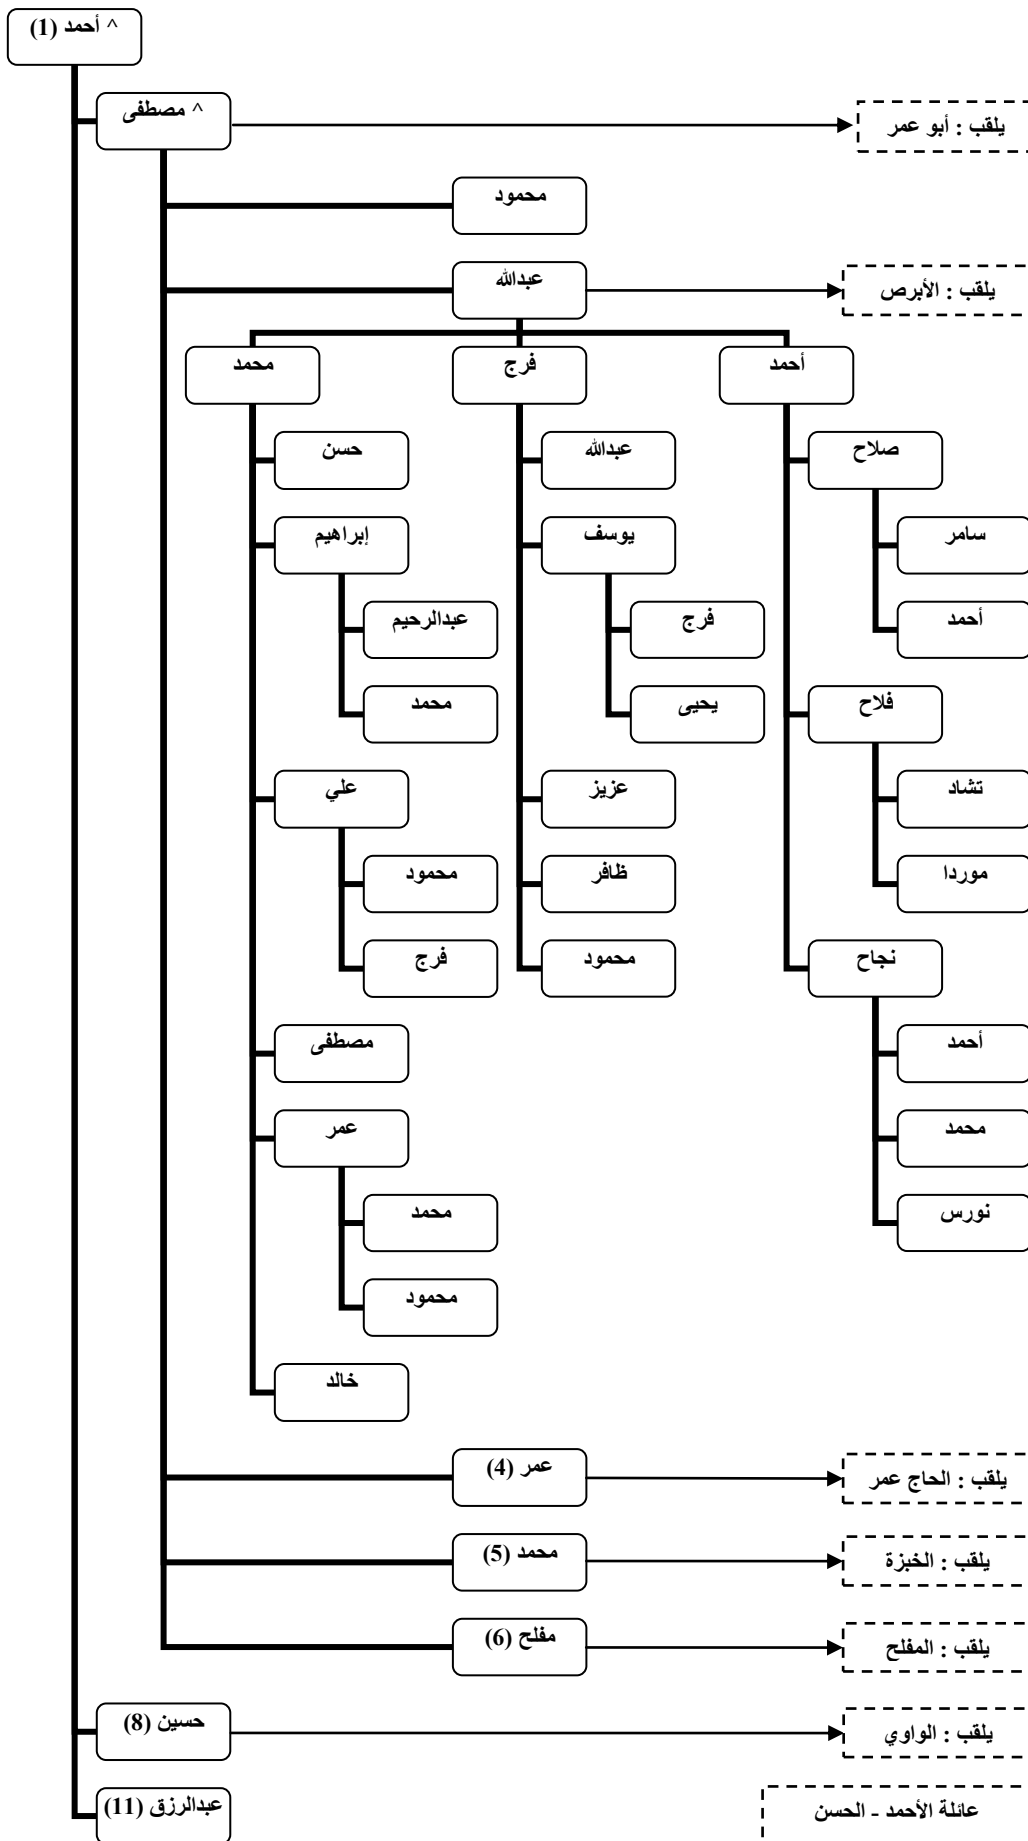 ^ أحمد (1)
^ مصطفى
يلقب : أبو عمر
محمود
عبدالله
يلقب : الأبرص
أحمد
فرج
محمد
صلاح
عبدالله
حسن
سامر
يوسف
إبراهيم
أحمد
فرج
عبدالرحيم
فلاح
يحيى
محمد
تشاد
عزيز
علي
موردا
ظافر
محمود
نجاح
محمود
فرج
أحمد
مصطفى
محمد
عمر
نورس
محمد
محمود
خالد
عمر (4)
يلقب : الحاج عمر
محمد (5)
يلقب : الخبزة
مفلح (6)
يلقب : المفلح
حسين (8)
يلقب : الواوي
عبدالرزق (11)
عائلة الأحمد - الحسن